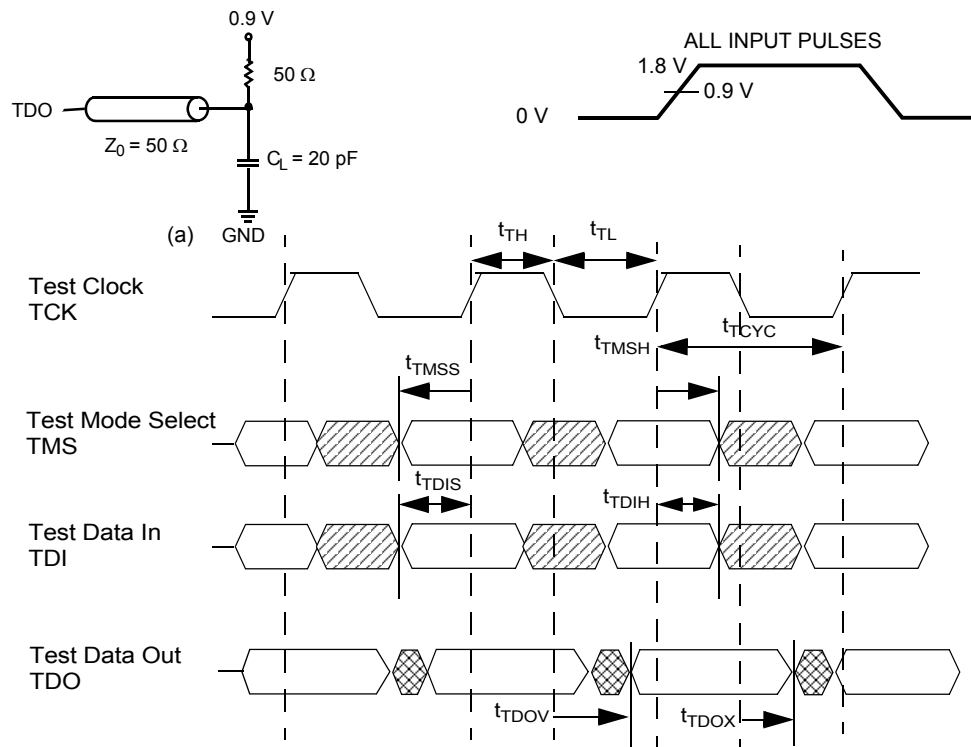 0.9 V
50 Ω
TDO
Z0 = 50 Ω
CL = 20 pF
(a)
GND
ALL INPUT PULSES
1.8 V
0.9 V
0 V
tTH
tTL
Test Clock
TCK
tTCYC
tTMSH
tTMSS
Test Mode Select
TMS
tTDIS
tTDIH
Test Data In
TDI
Test Data Out
TDO
tTDOV
tTDOX